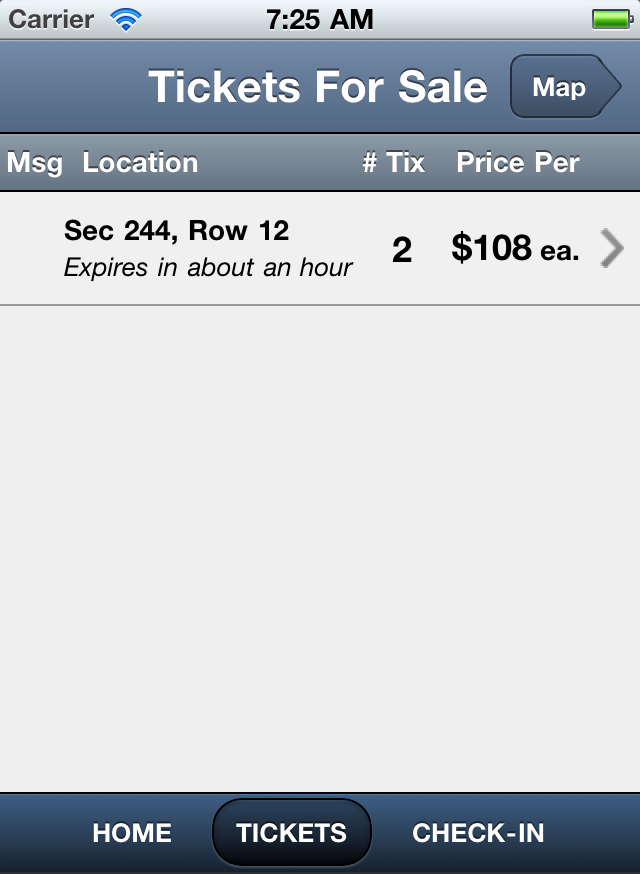 Carrier 7:25 AM
Tickets For Sale Map
Msg Location # Tix Price Per
Sec 244, Row 12 2 $108 ea.
Expires in about an hour
HOME TICKETS CHECK-IN